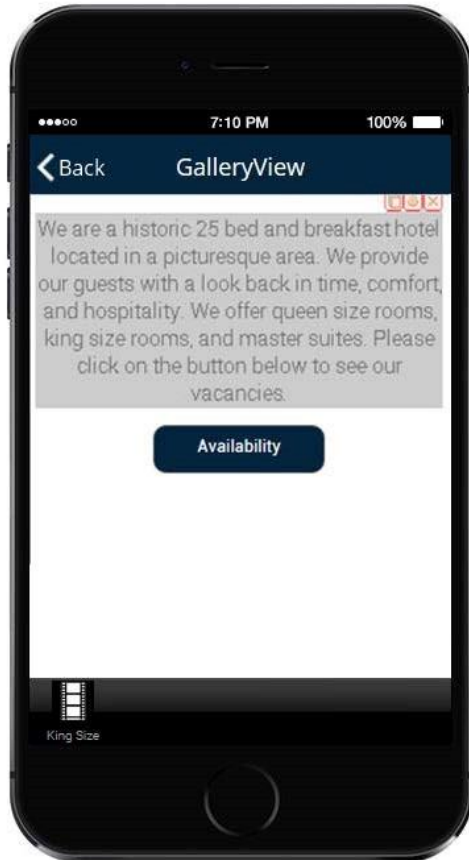 7:10 PM
100%
Back
GalleryView
We are a historic 25 bed and breakfast hotel
located in a picturesque area. We provide
our guests with a look back in time, comfort,
and hospitality. We offer queen size rooms,
king size rooms, and master suites. Please
click on the button below to see our
vacancies.
Availability
King Size